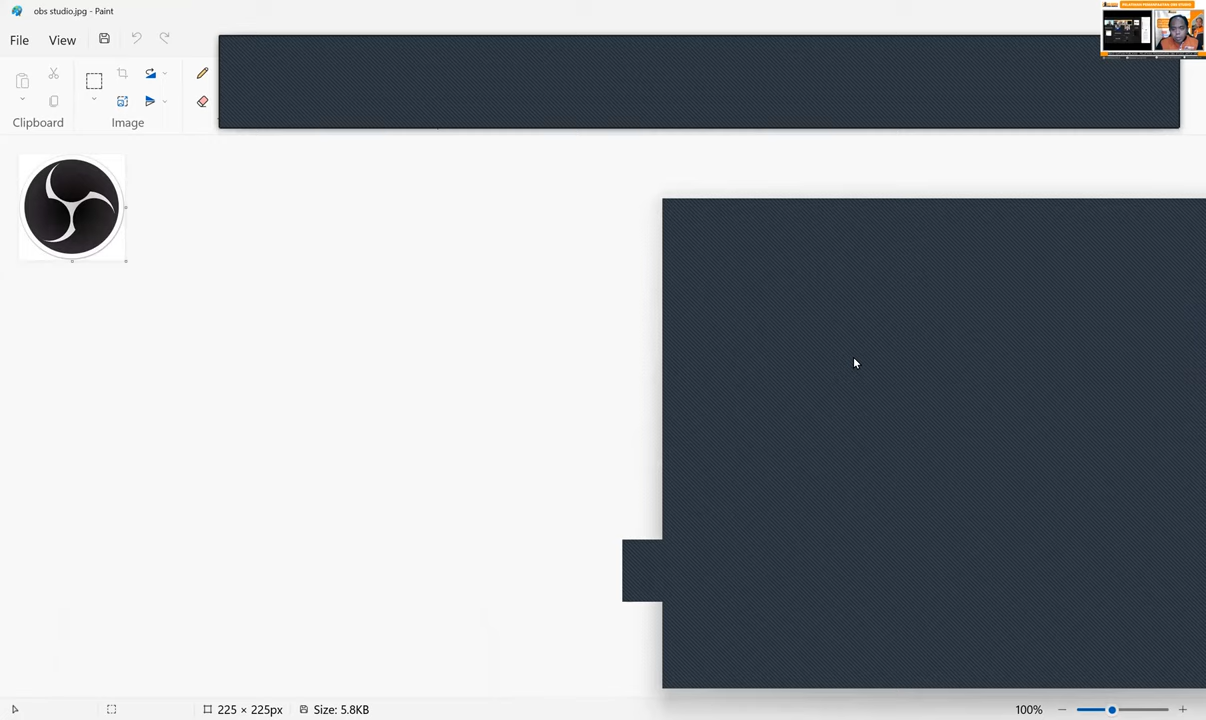 obs studio.jpg - Paint
File
View
Clipboard
Image
225 × 225px
Size: 5.8KB
100%